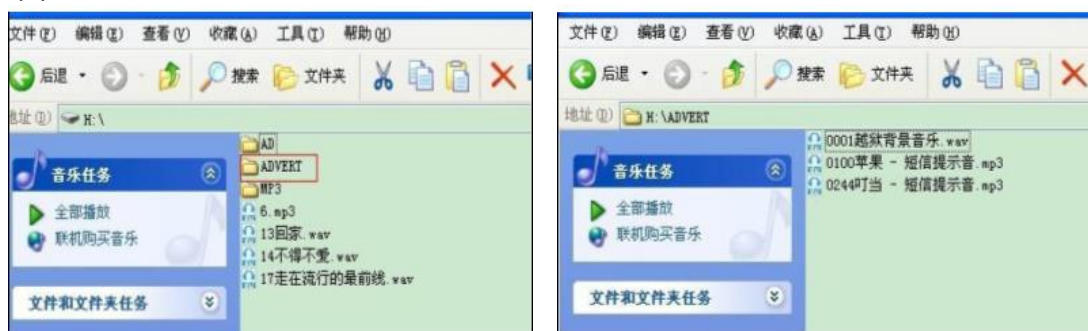 文件(F) 编辑(E) 查看(V) 收藏(A) 工具(T) 帮助(H)
后退 搜索 文件夹
地址(D) H:\
AD
ADVERT
MP3
6.mp3
13回家.wav
14不得不爱.wav
17走在流行的最前线.wav
音乐任务
全部播放
联机购买音乐
文件和文件夹任务
文件(F) 编辑(E) 查看(V) 收藏(A) 工具(T) 帮助(H)
后退 搜索 文件夹
地址(D) H:\ADVERT
0001越狱背景音乐.wav
0100苹果 - 短信提示音.mp3
0244叮当 - 短信提示音.mp3
音乐任务
全部播放
联机购买音乐
文件和文件夹任务